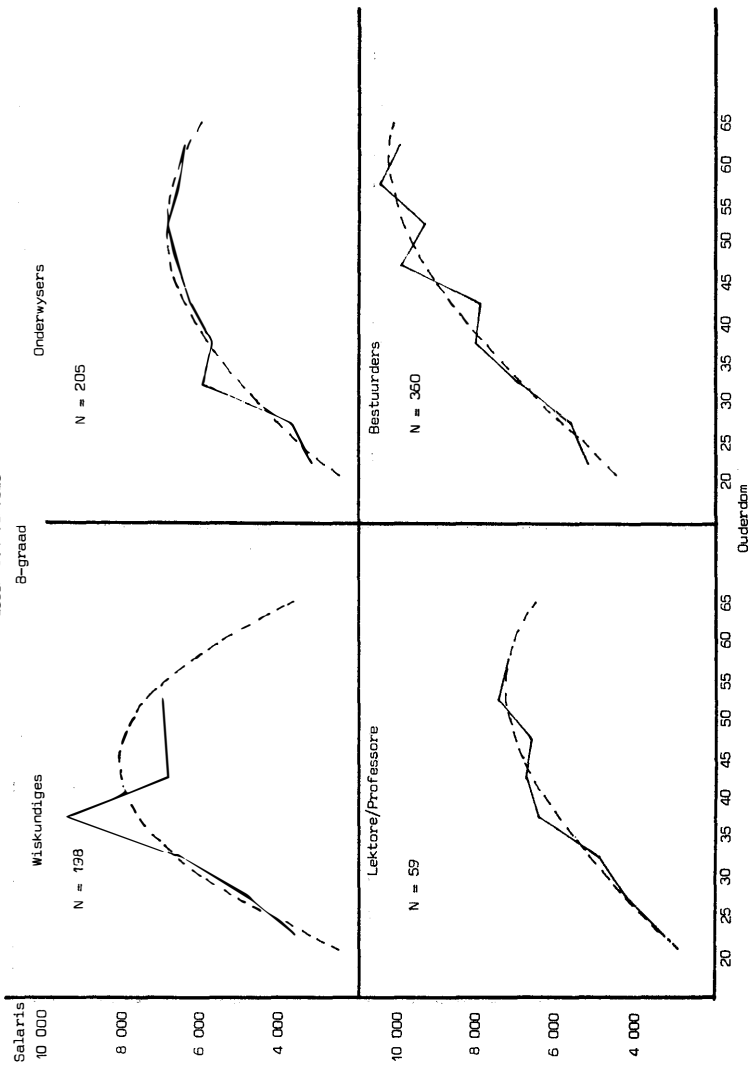 Salaris
B-graad
Wiskundiges
Onderwysers
10 000
N = 198
N = 205
8 000
6 000
4 000
Lektore/Professore
Bestuurders
10 000
N = 59
N = 360
8 000
6 000
4 000
20 25 30 35 40 45 50 55 60 65
20 25 30 35 40 45 50 55 60 65
Ouderdom